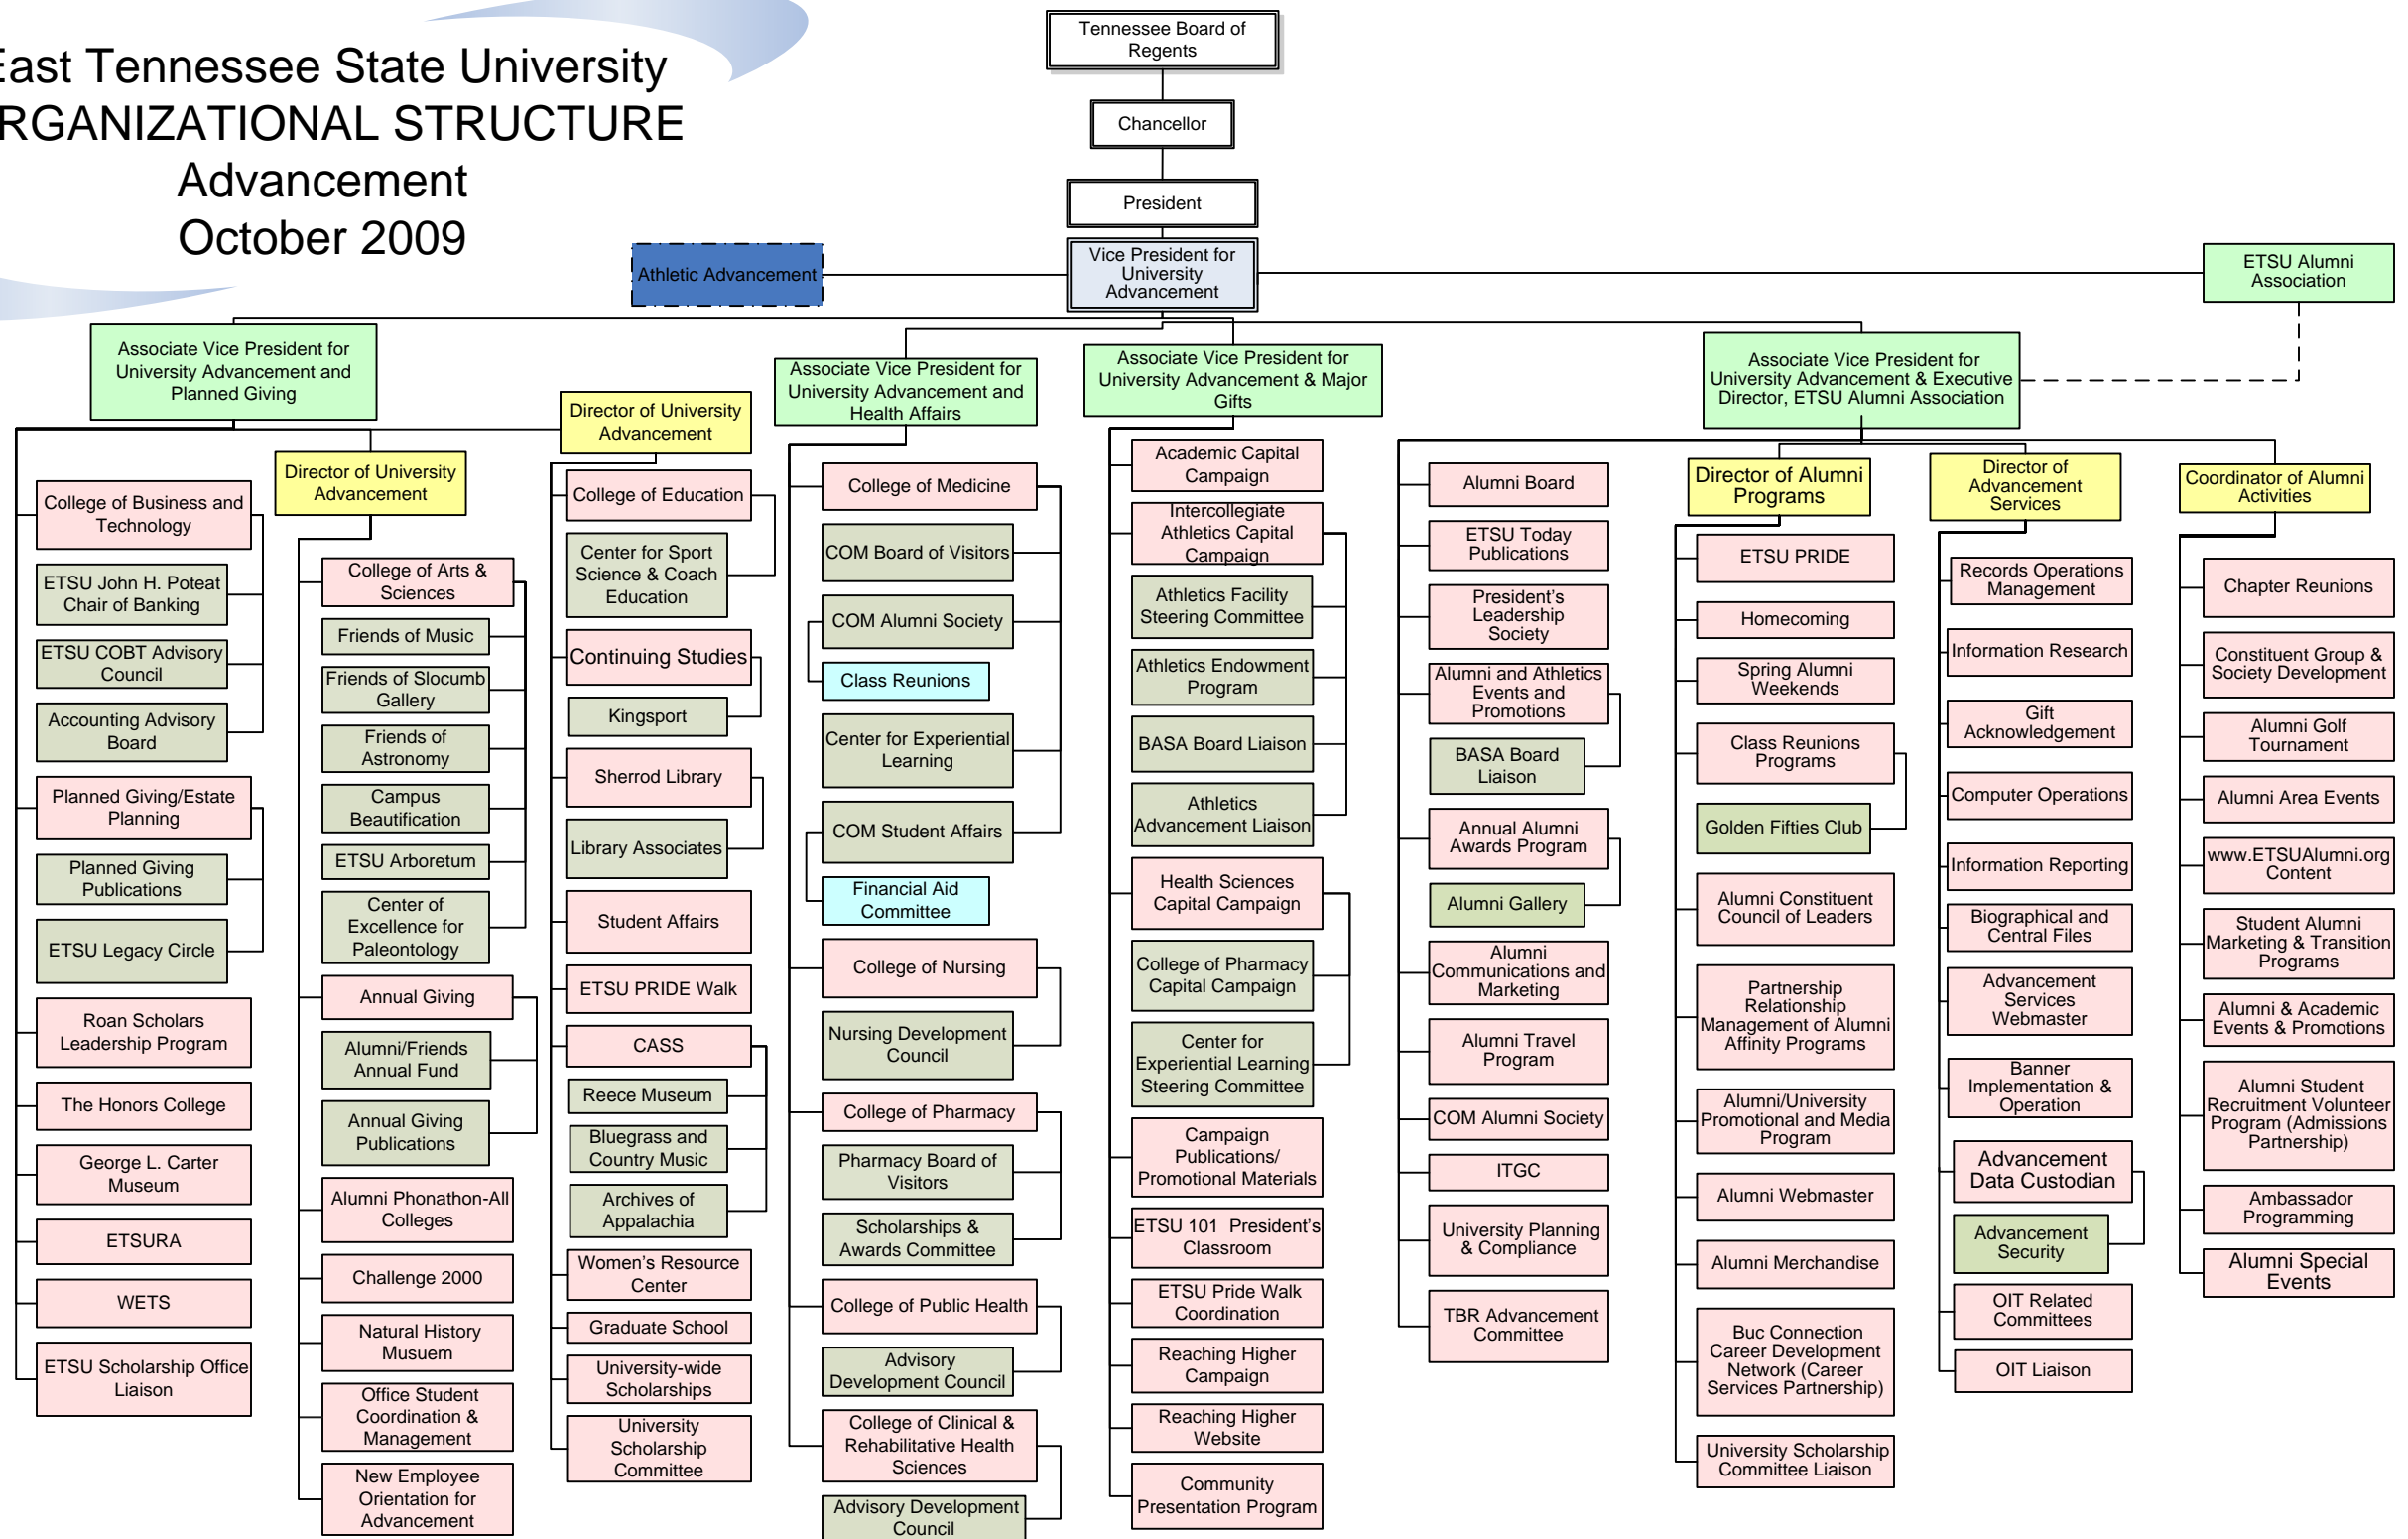 East Tennessee State University
ORGANIZATIONAL STRUCTURE
Advancement
October 2009
Tennessee Board of
Regents
Chancellor
President
Vice President for
University
Advancement
Athletic Advancement
ETSU Alumni
Association
Associate Vice President for
University Advancement and
Planned Giving
College of Business and
Technology
ETSU John H. Poteat
Chair of Banking
ETSU COBT Advisory
Council
Accounting Advisory
Board
Planned Giving/Estate
Planning
Planned Giving
Publications
ETSU Legacy Circle
Roan Scholars
Leadership Program
The Honors College
George L. Carter
Museum
ETSURA
WETS
ETSU Scholarship Office
Liaison
Director of University
Advancement
College of Arts &
Sciences
Friends of Music
Friends of Slocumb
Gallery
Friends of
Astronomy
Campus
Beautification
ETSU Arboretum
Center of
Excellence for
Paleontology
Annual Giving
Alumni/Friends
Annual Fund
Annual Giving
Publications
Alumni Phonathon-All
Colleges
Challenge 2000
Natural History
Musuem
Office Student
Coordination &
Management
New Employee
Orientation for
Advancement
Director of University
Advancement
College of Education
Center for Sport
Science & Coach
Education
Continuing Studies
Kingsport
Sherrod Library
Library Associates
Student Affairs
ETSU PRIDE Walk
CASS
Reece Museum
Bluegrass and
Country Music
Archives of
Appalachia
Women's Resource
Center
Graduate School
University-wide
Scholarships
University
Scholarship
Committee
Associate Vice President for
University Advancement and
Health Affairs
College of Medicine
COM Board of Visitors
COM Alumni Society
Class Reunions
Center for Experiential
Learning
COM Student Affairs
Financial Aid
Committee
College of Nursing
Nursing Development
Council
College of Pharmacy
Pharmacy Board of
Visitors
Scholarships &
Awards Committee
College of Public Health
Advisory
Development Council
College of Clinical &
Rehabilitative Health
Sciences
Advisory Development
Council
Associate Vice President for
University Advancement & Major
Gifts
Academic Capital
Campaign
Intercollegiate
Athletics Capital
Campaign
Athletics Facility
Steering Committee
Athletics Endowment
Program
BASA Board Liaison
Athletics
Advancement Liaison
Health Sciences
Capital Campaign
College of Pharmacy
Capital Campaign
Center for
Experiential Learning
Steering Committee
Campaign
Publications/
Promotional Materials
ETSU 101  President's
Classroom
ETSU Pride Walk
Coordination
Reaching Higher
Campaign
Reaching Higher
Website
Community
Presentation Program
Associate Vice President for
University Advancement & Executive
Director, ETSU Alumni Association
Alumni Board
ETSU Today
Publications
President's
Leadership
Society
Alumni and Athletics
Events and
Promotions
BASA Board
Liaison
Annual Alumni
Awards Program
Alumni Gallery
Alumni
Communications and
Marketing
Alumni Travel
Program
COM Alumni Society
ITGC
University Planning
& Compliance
TBR Advancement
Committee
Director of Alumni
Programs
ETSU PRIDE
Homecoming
Spring Alumni
Weekends
Class Reunions
Programs
Golden Fifties Club
Alumni Constituent
Council of Leaders
Partnership
Relationship
Management of Alumni
Affinity Programs
Alumni/University
Promotional and Media
Program
Alumni Webmaster
Alumni Merchandise
Buc Connection
Career Development
Network (Career
Services Partnership)
University Scholarship
Committee Liaison
Director of
Advancement
Services
Records Operations
Management
Information Research
Gift
Acknowledgement
Computer Operations
Information Reporting
Biographical and
Central Files
Advancement
Services
Webmaster
Banner
Implementation &
Operation
Advancement
Data Custodian
Advancement
Security
OIT Related
Committees
OIT Liaison
Coordinator of Alumni
Activities
Chapter Reunions
Constituent Group &
Society Development
Alumni Golf
Tournament
Alumni Area Events
www.ETSUAlumni.org
Content
Student Alumni
Marketing & Transition
Programs
Alumni & Academic
Events & Promotions
Alumni Student
Recruitment Volunteer
Program (Admissions
Partnership)
Ambassador
Programming
Alumni Special
Events